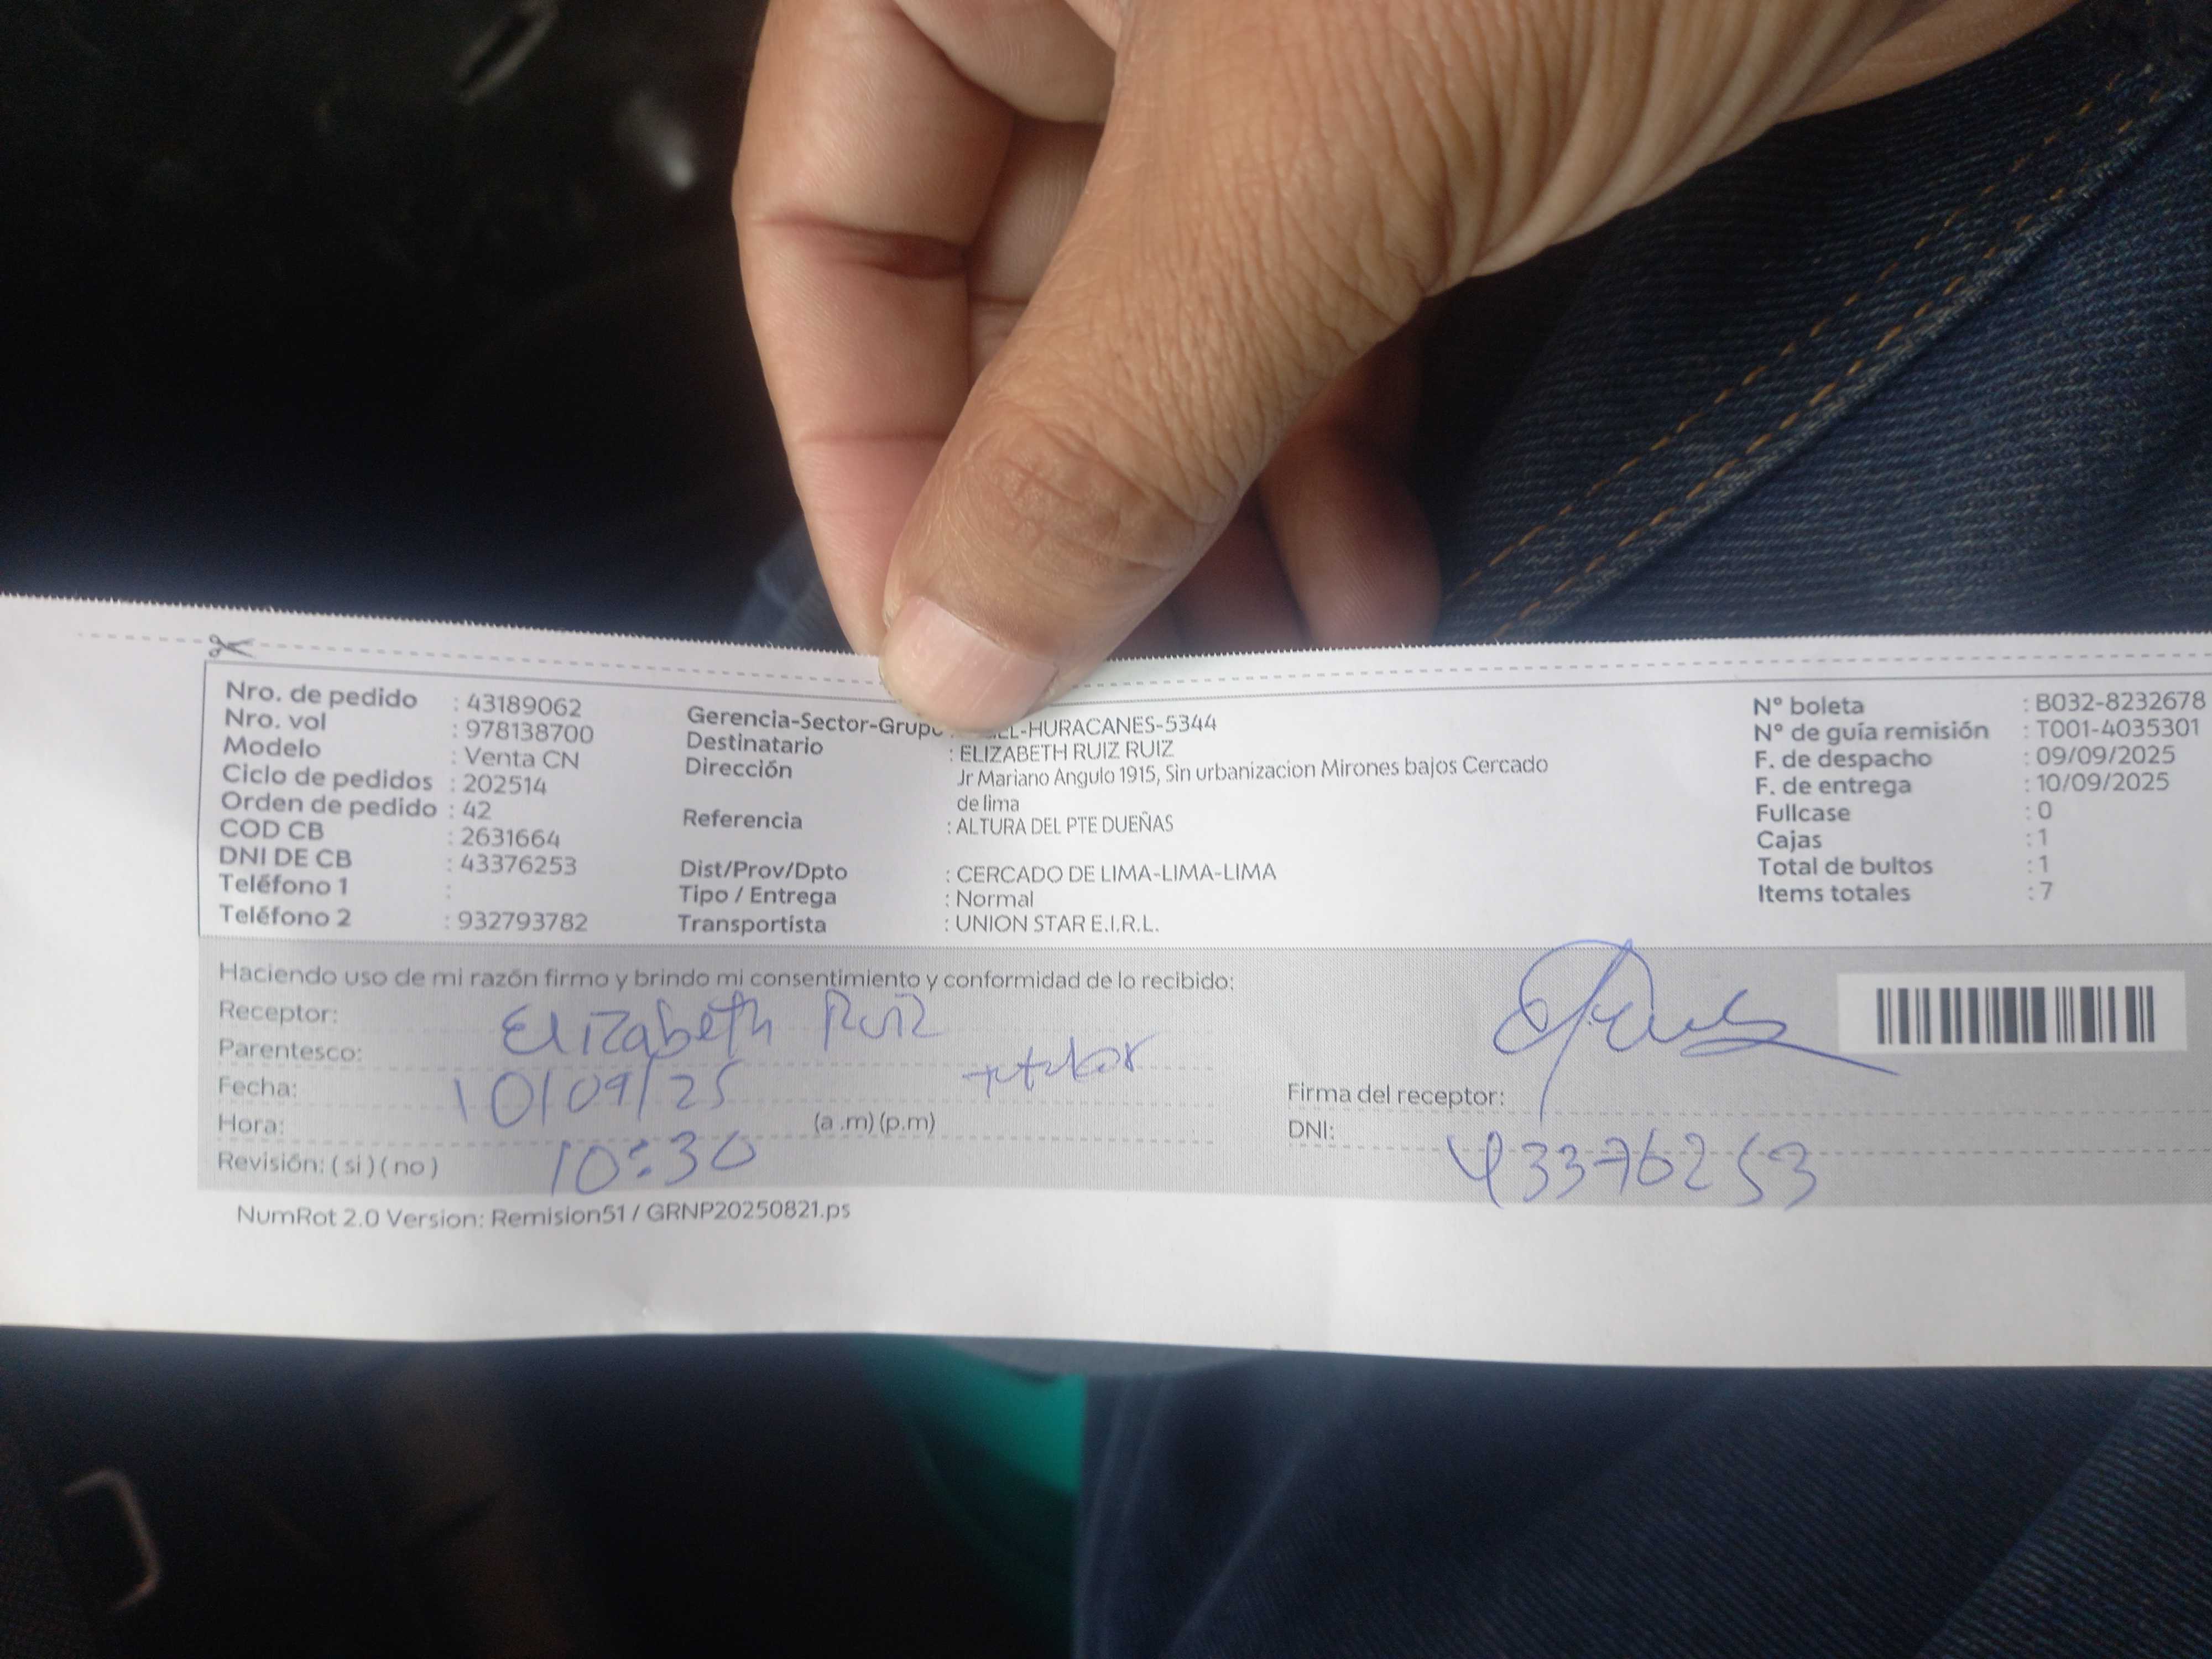 Nro. de pedido : 43189062
Nro. vol : 978138700
Modelo : Venta CN
Ciclo de pedidos : 202514
Orden de pedido : 42
COD CB : 2631664
DNI DE CB : 43376253
Teléfono 1 :
Teléfono 2 : 932793782
Gerencia-Sector-Grupo -HURACANES-5344
Destinatario : ELIZABETH RUIZ RUIZ
Dirección Jr Mariano Angulo 1915, Sin urbanizacion Mirones bajos Cercado
de lima
Referencia : ALTURA DEL PTE DUEÑAS
Dist/Prov/Dpto : CERCADO DE LIMA-LIMA-LIMA
Tipo / Entrega : Normal
Transportista : UNION STAR E.I.R.L.
N° boleta : B032-8232678
N° de guía remisión : T001-4035301
F. de despacho : 09/09/2025
F. de entrega : 10/09/2025
Fullcase : 0
Cajas : 1
Total de bultos : 1
Items totales : 7
Haciendo uso de mi razón firmo y brindo mi consentimiento y conformidad de lo recibido:
Receptor: Elizabeth Ruiz
Parentesco: titular
Fecha: 10/09/25
Hora: 10:30 (a .m) (p.m)
Revisión: ( si ) ( no )
Firma del receptor:
DNI: 43376253
NumRot 2.0 Version: Remision51 / GRNP20250821.ps